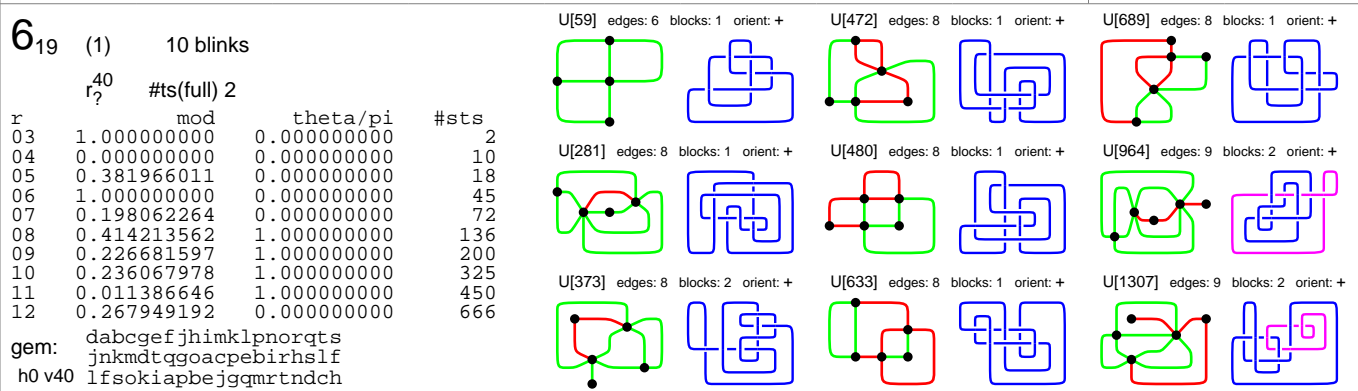 6₁₉ (1) 10 blinks
r?⁴⁰ #ts(full) 2
r mod theta/pi #sts
03 1.000000000 0.000000000 2
04 0.000000000 0.000000000 10
05 0.381966011 0.000000000 18
06 1.000000000 0.000000000 45
07 0.198062264 0.000000000 72
08 0.414213562 1.000000000 136
09 0.226681597 1.000000000 200
10 0.236067978 1.000000000 325
11 0.011386646 1.000000000 450
12 0.267949192 0.000000000 666
gem: dabcgefjhimklpnorqts
jnkmdtqgoacpebirhslf
h0 v40 lfsokiapbejgqmrtndch
U[59] edges: 6 blocks: 1 orient: +
U[472] edges: 8 blocks: 1 orient: +
U[689] edges: 8 blocks: 1 orient: +
U[281] edges: 8 blocks: 1 orient: +
U[480] edges: 8 blocks: 1 orient: +
U[964] edges: 9 blocks: 2 orient: +
U[373] edges: 8 blocks: 2 orient: +
U[633] edges: 8 blocks: 1 orient: +
U[1307] edges: 9 blocks: 2 orient: +